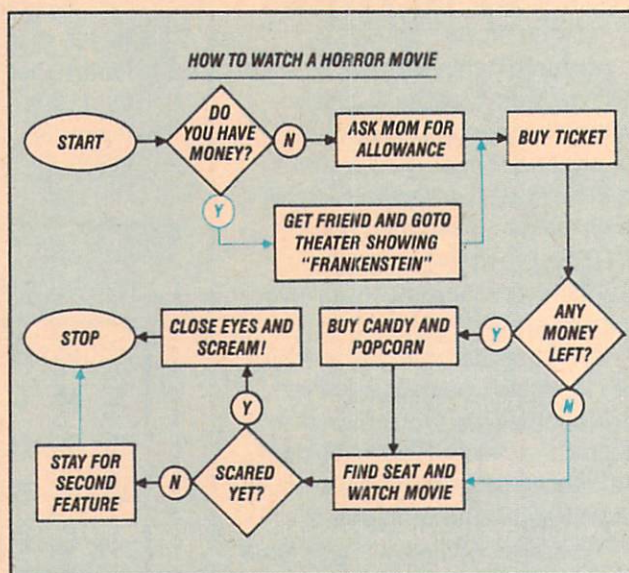 HOW TO WATCH A HORROR MOVIE
START
DO
YOU HAVE
MONEY?
N
ASK MOM FOR
ALLOWANCE
BUY TICKET
Y
GET FRIEND AND GOTO
THEATER SHOWING
"FRANKENSTEIN"
ANY
MONEY
LEFT?
Y
N
BUY CANDY AND
POPCORN
FIND SEAT AND
WATCH MOVIE
SCARED
YET?
Y
CLOSE EYES AND
SCREAM!
N
STAY FOR
SECOND
FEATURE
STOP